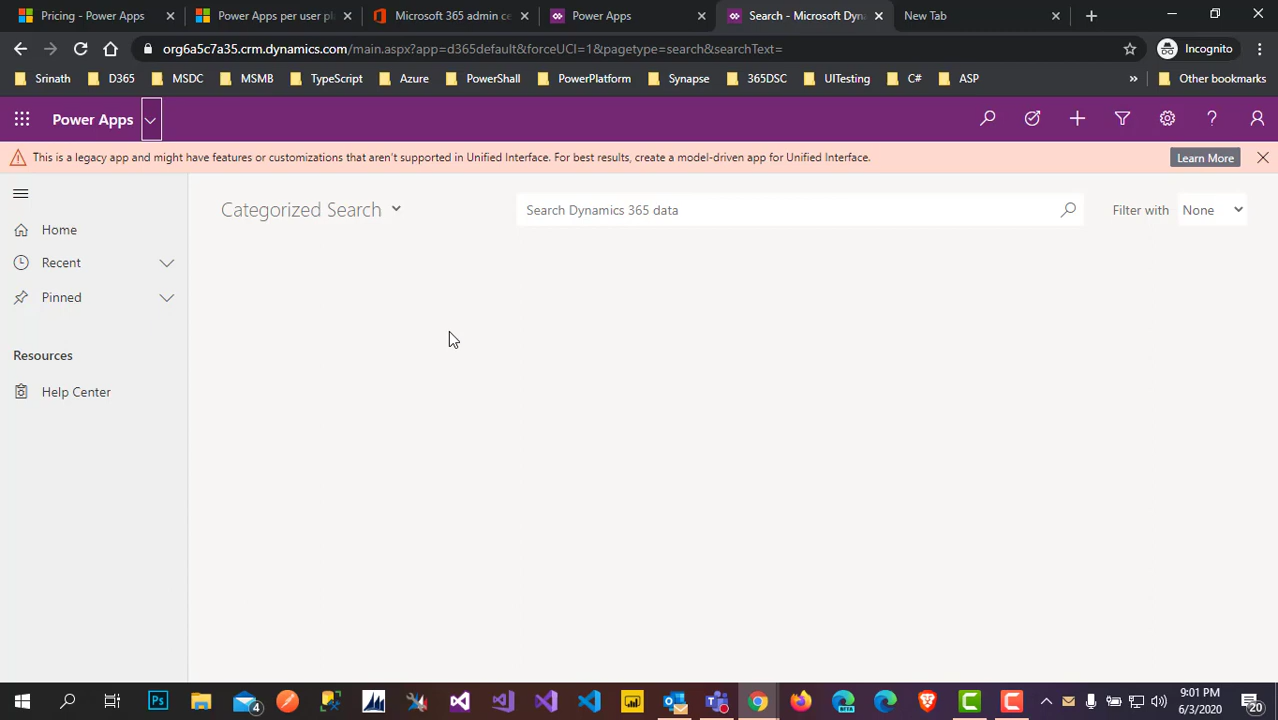 Pricing - Power Apps
Power Apps per user pl
Microsoft 365 admin ce
Power Apps
Search - Microsoft Dyn
New Tab
org6a5c7a35.crm.dynamics.com/main.aspx?app=d365default&forceUCI=1&pagetype=search&searchText=
Incognito
Srinath
D365
MSDC
MSMB
TypeScript
Azure
PowerShall
PowerPlatform
Synapse
365DSC
UITesting
C#
ASP
»
Other bookmarks
Power Apps
This is a legacy app and might have features or customizations that aren't supported in Unified Interface. For best results, create a model-driven app for Unified Interface.
Learn More
Categorized Search
Search Dynamics 365 data
Filter with
None
Home
Recent
Pinned
Resources
Help Center
Ps
4
BETA
9:01 PM
6/3/2020
20